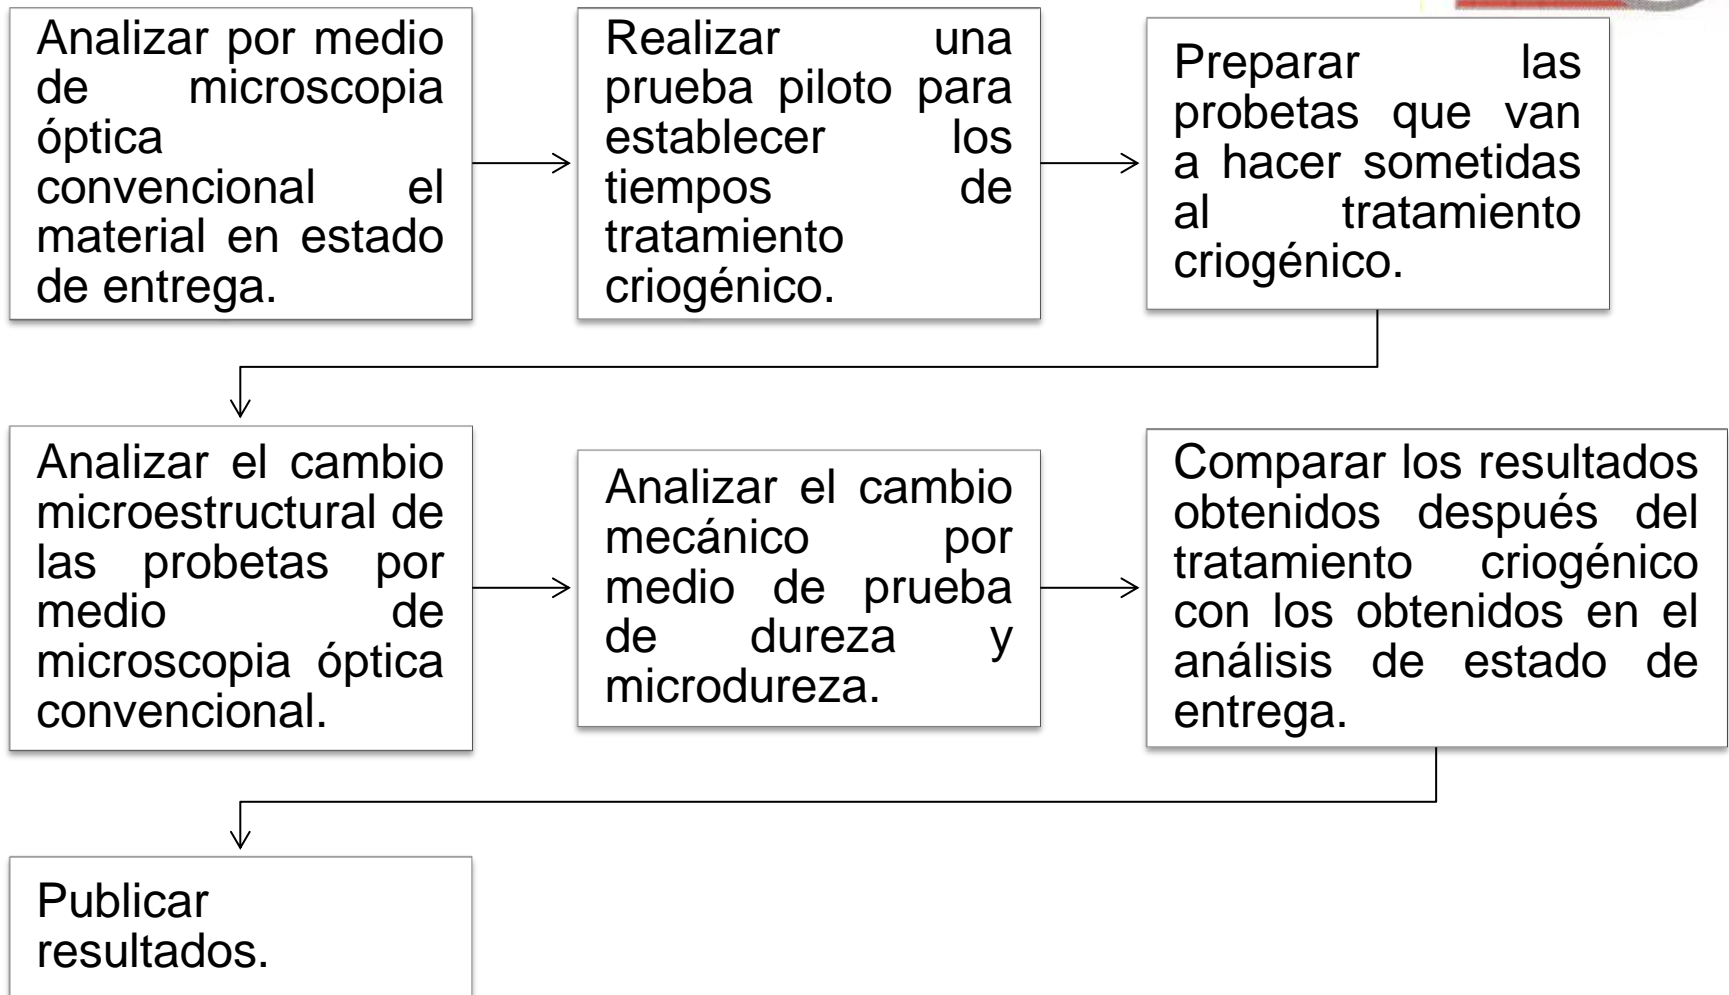 Analizar por medio
de microscopia
óptica
convencional el
material en estado
de entrega.
Realizar una
prueba piloto para
establecer los
tiempos de
tratamiento
criogénico.
Preparar las
probetas que van
a hacer sometidas
al tratamiento
criogénico.
Analizar el cambio
microestructural de
las probetas por
medio de
microscopia óptica
convencional.
Analizar el cambio
mecánico por
medio de prueba
de dureza y
microdureza.
Comparar los resultados
obtenidos después del
tratamiento criogénico
con los obtenidos en el
análisis de estado de
entrega.
Publicar
resultados.